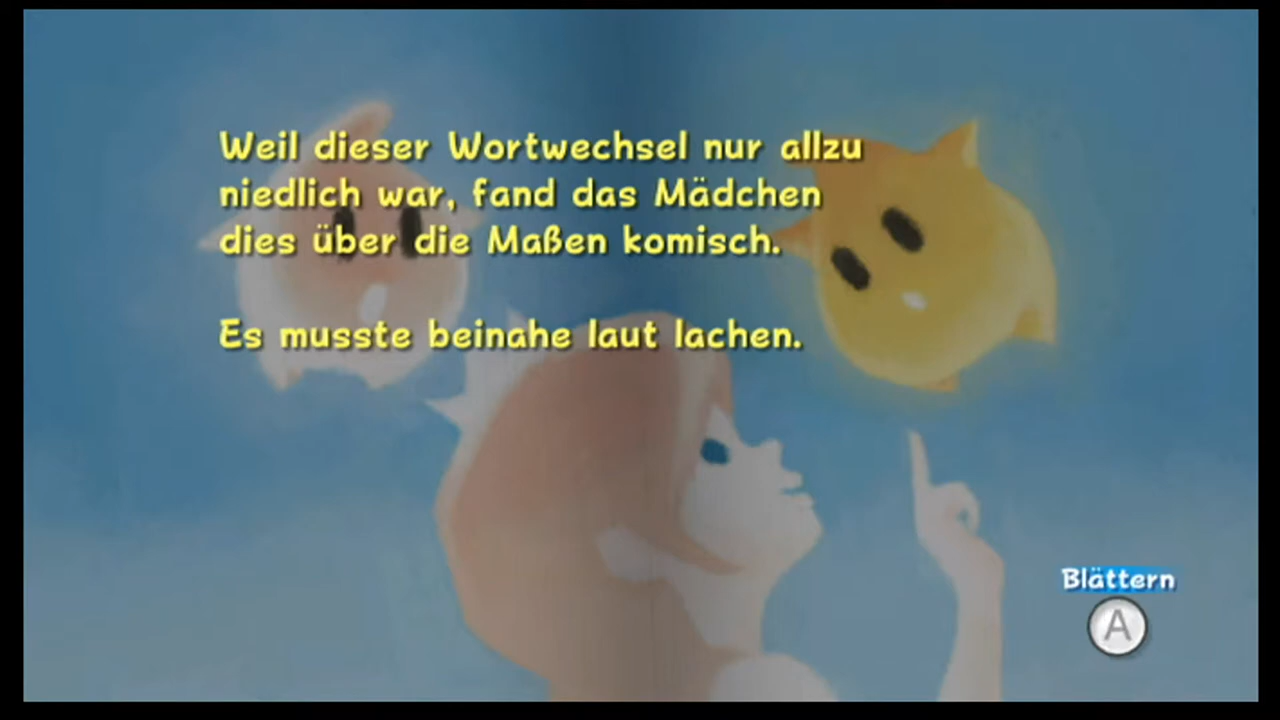 Weil dieser Wortwechsel nur allzu
niedlich war, fand das Mädchen
dies über die Maßen komisch.
Es musste beinahe laut lachen.
Blättern
A